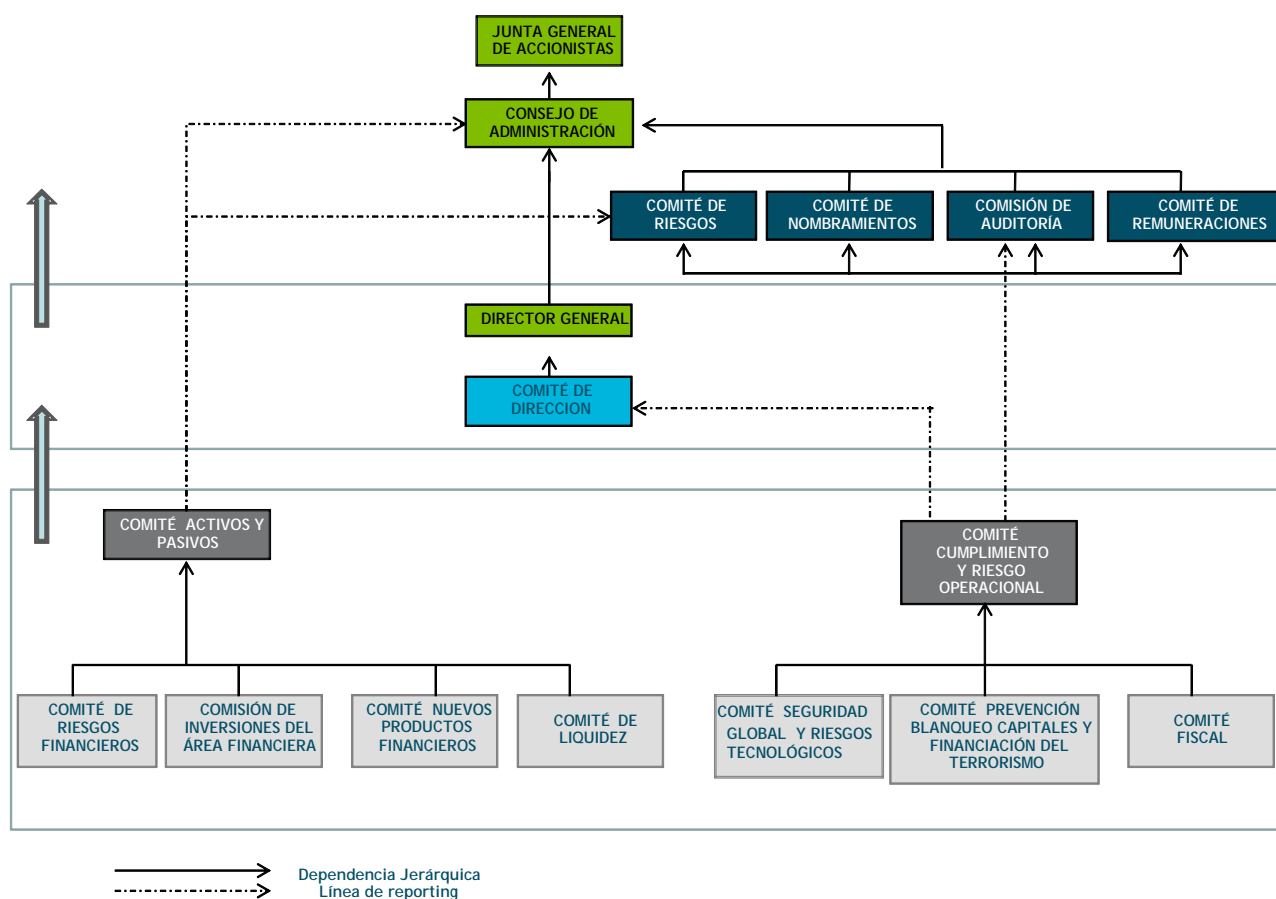 JUNTA GENERAL
DE ACCIONISTAS
CONSEJO DE
ADMINISTRACIÓN
COMITÉ DE
RIESGOS
COMITÉ DE
NOMBRAMIENTOS
COMISIÓN DE
AUDITORÍA
COMITÉ DE
REMUNERACIONES
DIRECTOR GENERAL
COMITÉ DE
DIRECCION
COMITÉ ACTIVOS Y
PASIVOS
COMITÉ
CUMPLIMIENTO
Y RIESGO
OPERACIONAL
COMITÉ DE
RIESGOS
FINANCIEROS
COMISIÓN DE
INVERSIONES DEL
ÁREA FINANCIERA
COMITÉ NUEVOS
PRODUCTOS
FINANCIEROS
COMITÉ DE
LIQUIDEZ
COMITÉ SEGURIDAD
GLOBAL Y RIESGOS
TECNOLÓGICOS
COMITÉ PREVENCIÓN
BLANQUEO CAPITALES Y
FINANCIACIÓN DEL
TERRORISMO
COMITÉ
FISCAL
Dependencia Jerárquica
Línea de reporting